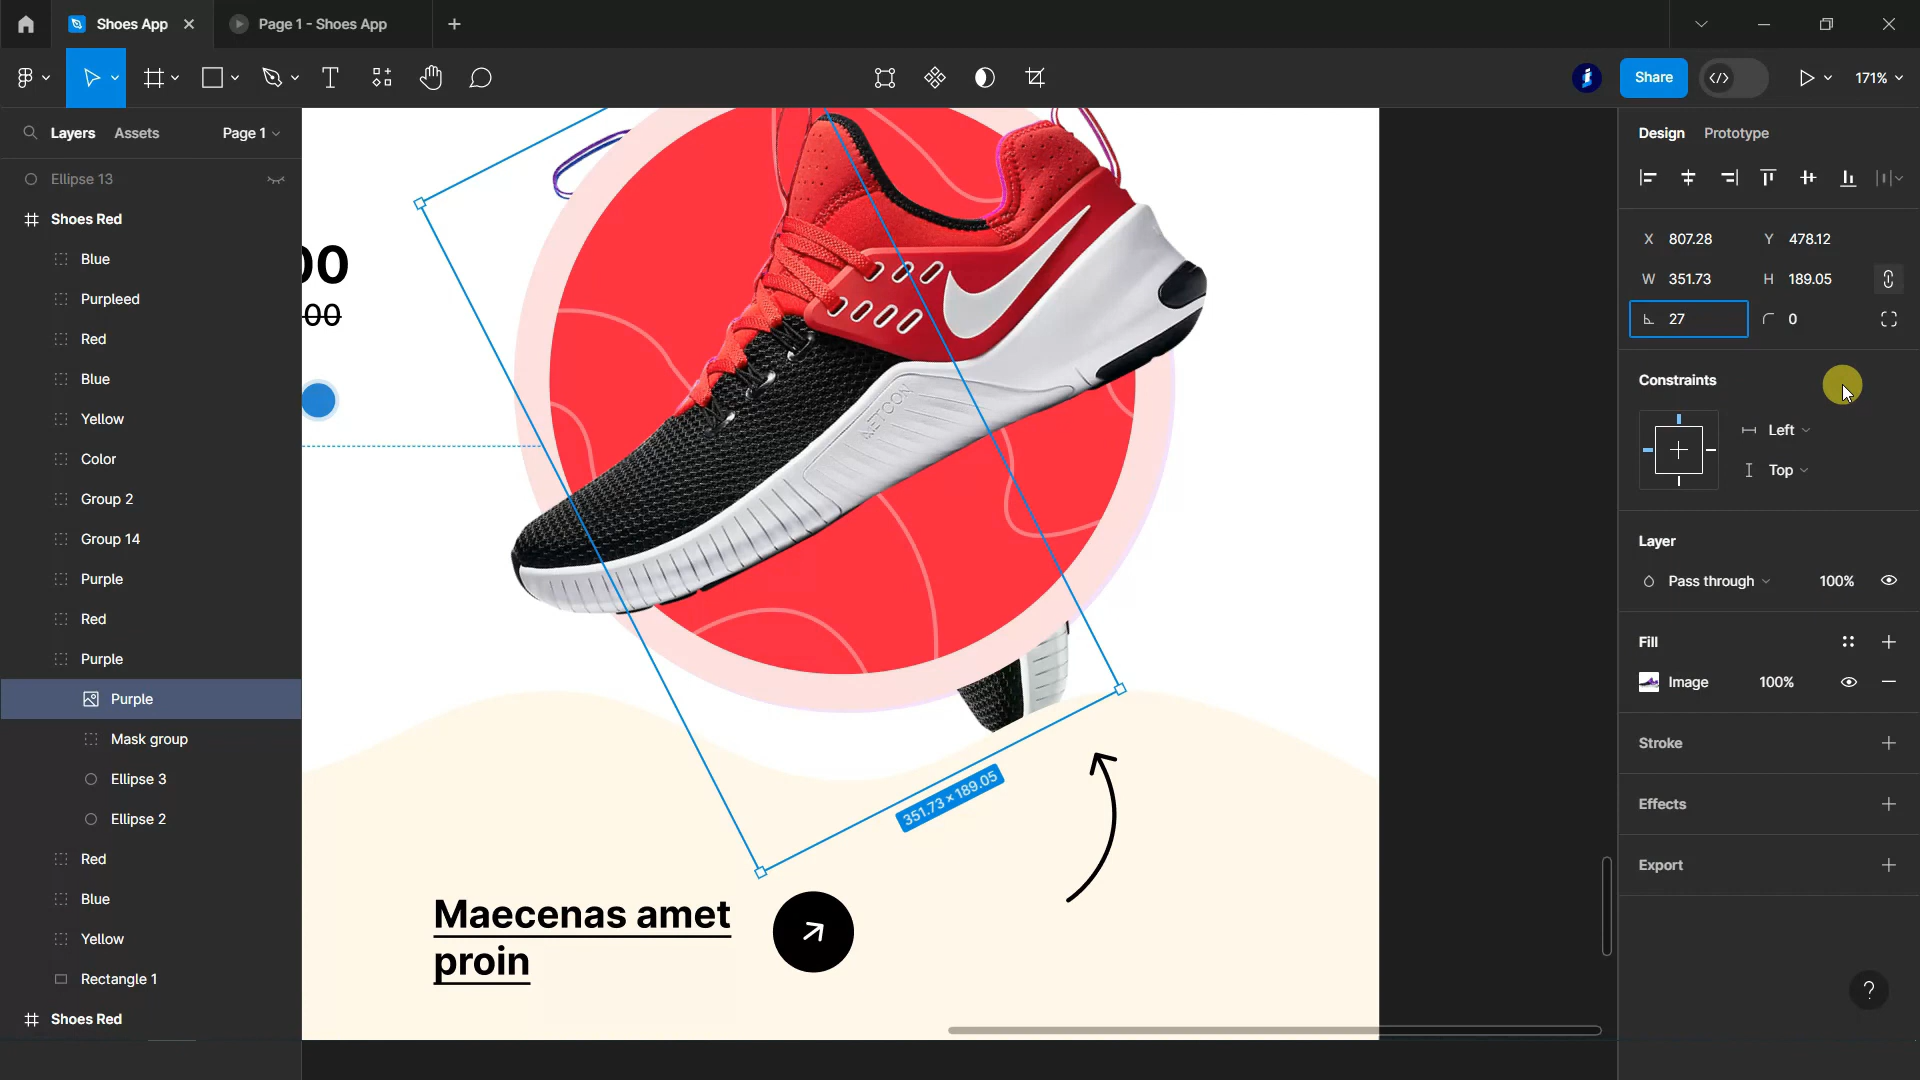 Shoes App
Page 1 - Shoes App
Share
171%
Layers
Assets
Page 1
Ellipse 13
Shoes Red
Blue
Purpleed
Red
Blue
Yellow
Color
Group 2
Group 14
Purple
Red
Purple
Purple
Mask group
Ellipse 3
Ellipse 2
Red
Blue
Yellow
Rectangle 1
Shoes Red
00
00
351.73 × 189.05
Maecenas amet
proin
Design
Prototype
X 807.28
Y 478.12
W 351.73
H 189.05
27
0
Constraints
Left
Top
Layer
Pass through
100%
Fill
Image
100%
Stroke
Effects
Export
?